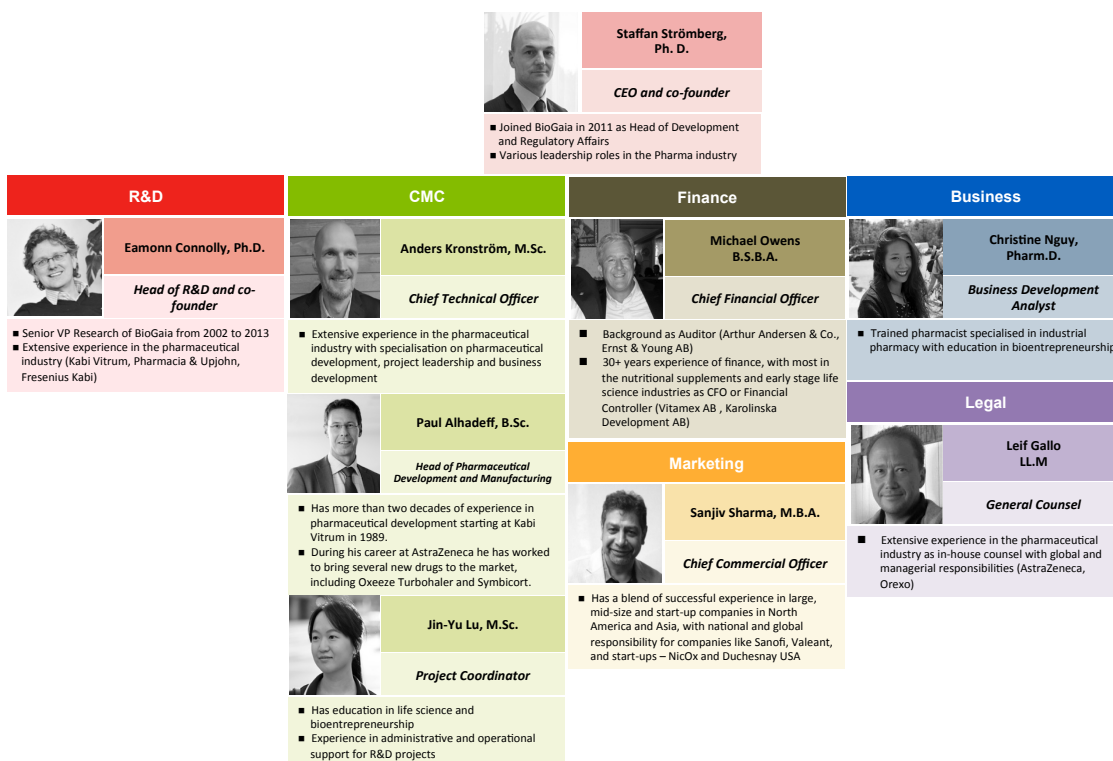 Staffan Strömberg,
Ph. D.
CEO and co-founder
■ Joined BioGaia in 2011 as Head of Development
and Regulatory Affairs
■ Various leadership roles in the Pharma industry
R&D
Eamonn Connolly, Ph.D.
Head of R&D and co-
founder
■ Senior VP Research of BioGaia from 2002 to 2013
■ Extensive experience in the pharmaceutical
industry (Kabi Vitrum, Pharmacia & Upjohn,
Fresenius Kabi)
CMC
Anders Kronström, M.Sc.
Chief Technical Officer
■ Extensive experience in the pharmaceutical
industry with specialisation on pharmaceutical
development, project leadership and business
development
Paul Alhadeff, B.Sc.
Head of Pharmaceutical
Development and Manufacturing
■ Has more than two decades of experience in
pharmaceutical development starting at Kabi
Vitrum in 1989.
■ During his career at AstraZeneca he has worked
to bring several new drugs to the market,
including Oxeeze Turbohaler and Symbicort.
Jin-Yu Lu, M.Sc.
Project Coordinator
■ Has education in life science and
bioentrepreneurship
■ Experience in administrative and operational
support for R&D projects
Finance
Michael Owens
B.S.B.A.
Chief Financial Officer
■ Background as Auditor (Arthur Andersen & Co.,
Ernst & Young AB)
■ 30+ years experience of finance, with most in
the nutritional supplements and early stage life
science industries as CFO or Financial
Controller (Vitamex AB , Karolinska
Development AB)
Marketing
Sanjiv Sharma, M.B.A.
Chief Commercial Officer
■ Has a blend of successful experience in large,
mid-size and start-up companies in North
America and Asia, with national and global
responsibility for companies like Sanofi, Valeant,
and start-ups – NicOx and Duchesnay USA
Business
Christine Nguy,
Pharm.D.
Business Development
Analyst
■ Trained pharmacist specialised in industrial
pharmacy with education in bioentrepreneurship
Legal
Leif Gallo
LL.M
General Counsel
■ Extensive experience in the pharmaceutical
industry as in-house counsel with global and
managerial responsibilities (AstraZeneca,
Orexo)